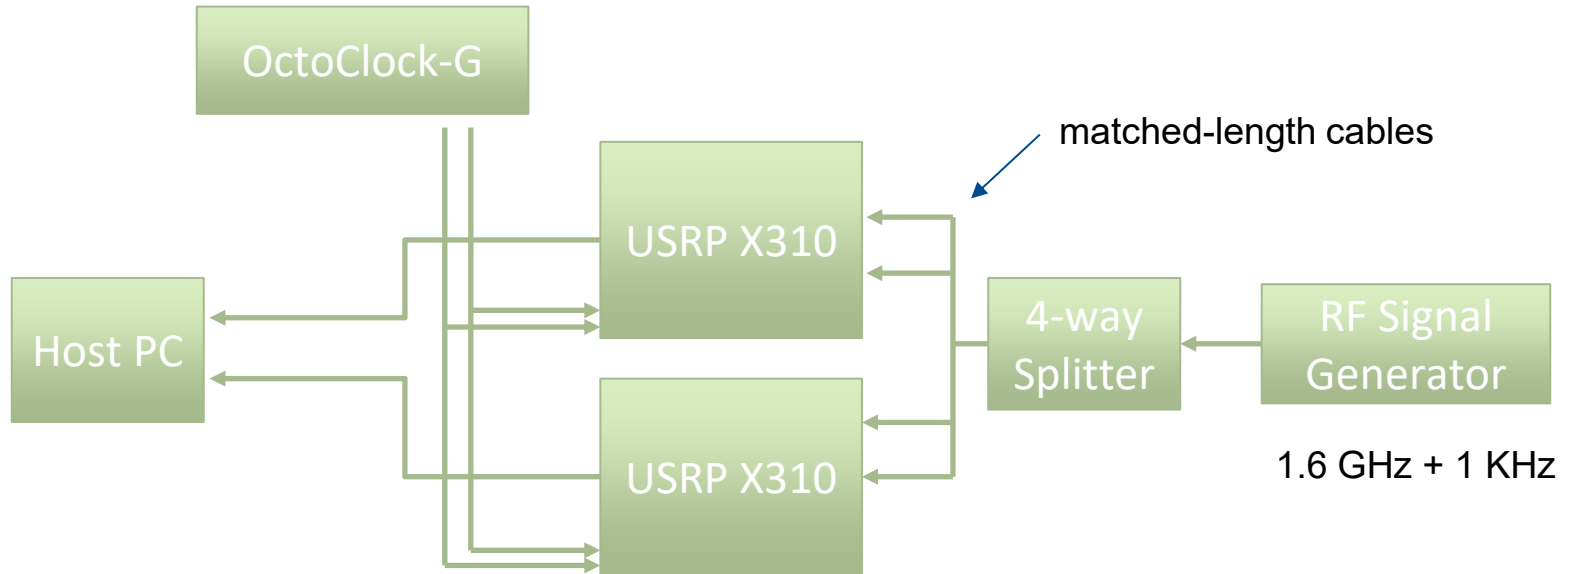 OctoClock-G
matched-length cables
USRP X310
Host PC
4-way
Splitter
RF Signal
Generator
USRP X310
1.6 GHz + 1 KHz